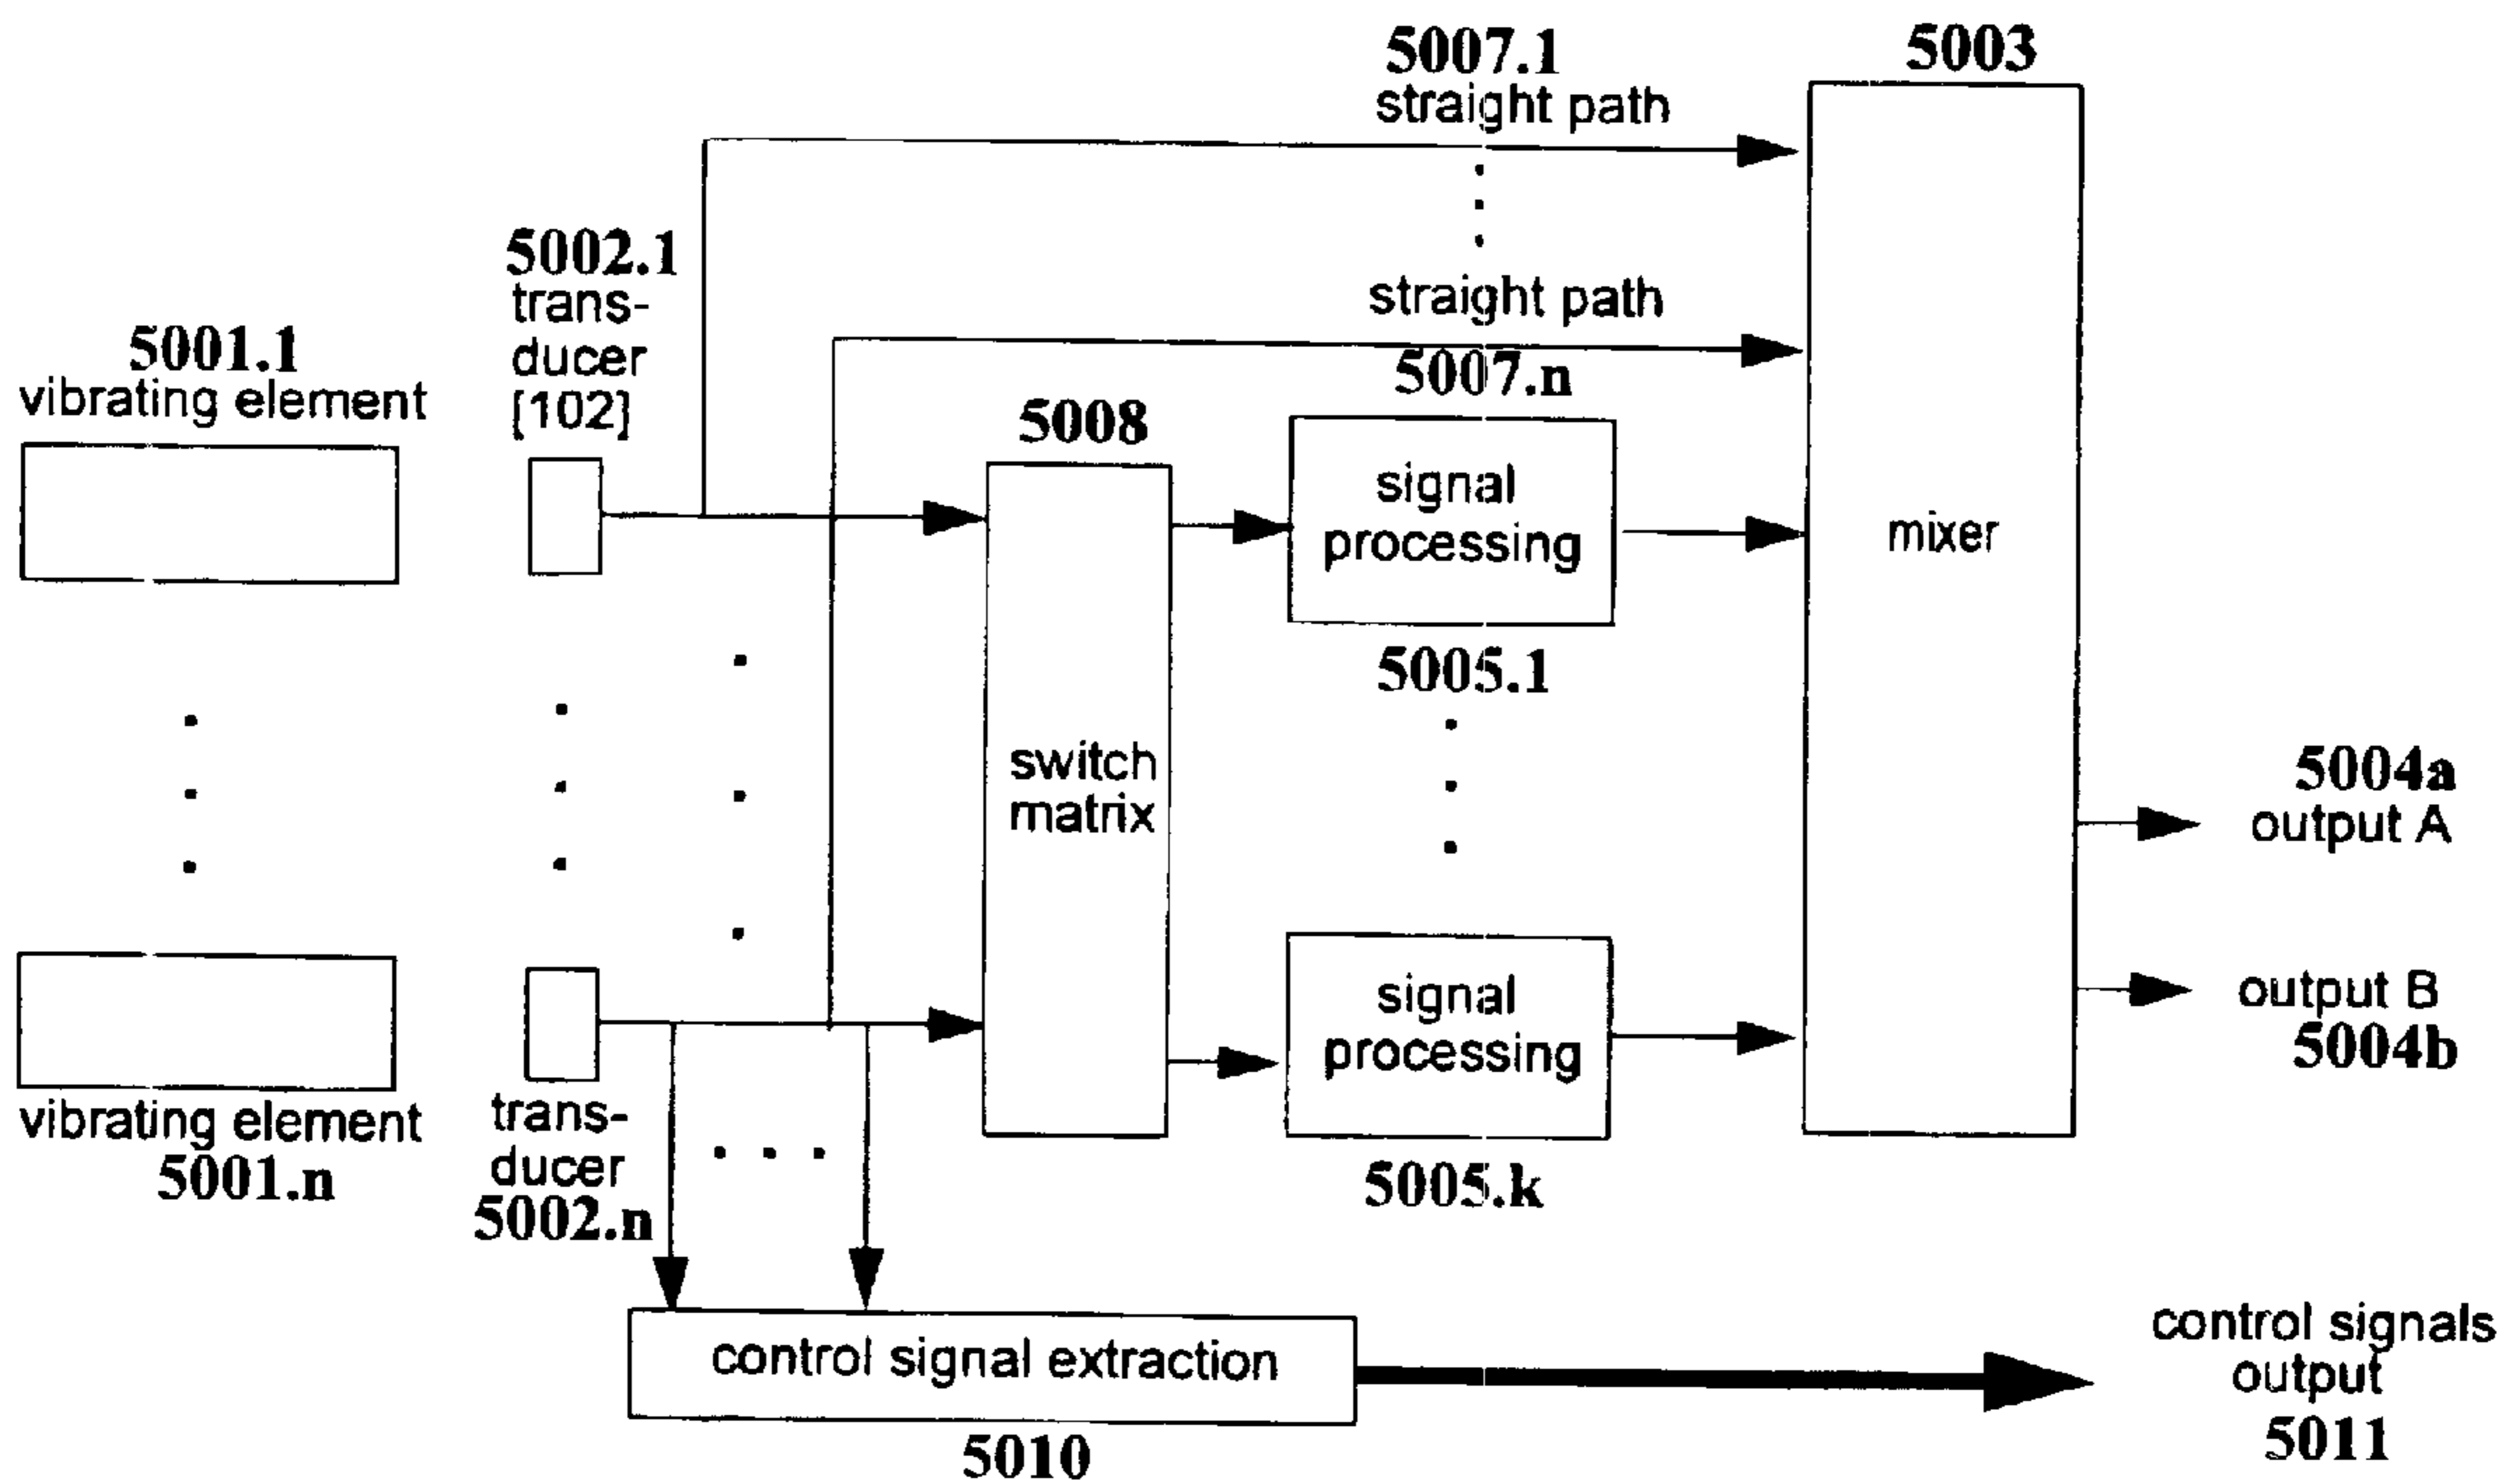 5007.1
straight path
5003
5002.1
trans-
ducer
[102]
straight path
5007.n
5001.1
vibrating element
5008
signal
processing
mixer
5005.1
switch
matrix
5004a
output A
signal
processing
output B
5004b
vibrating element
5001.n
trans-
ducer
5002.n
5005.k
control signal extraction
5010
control signals
output
5011